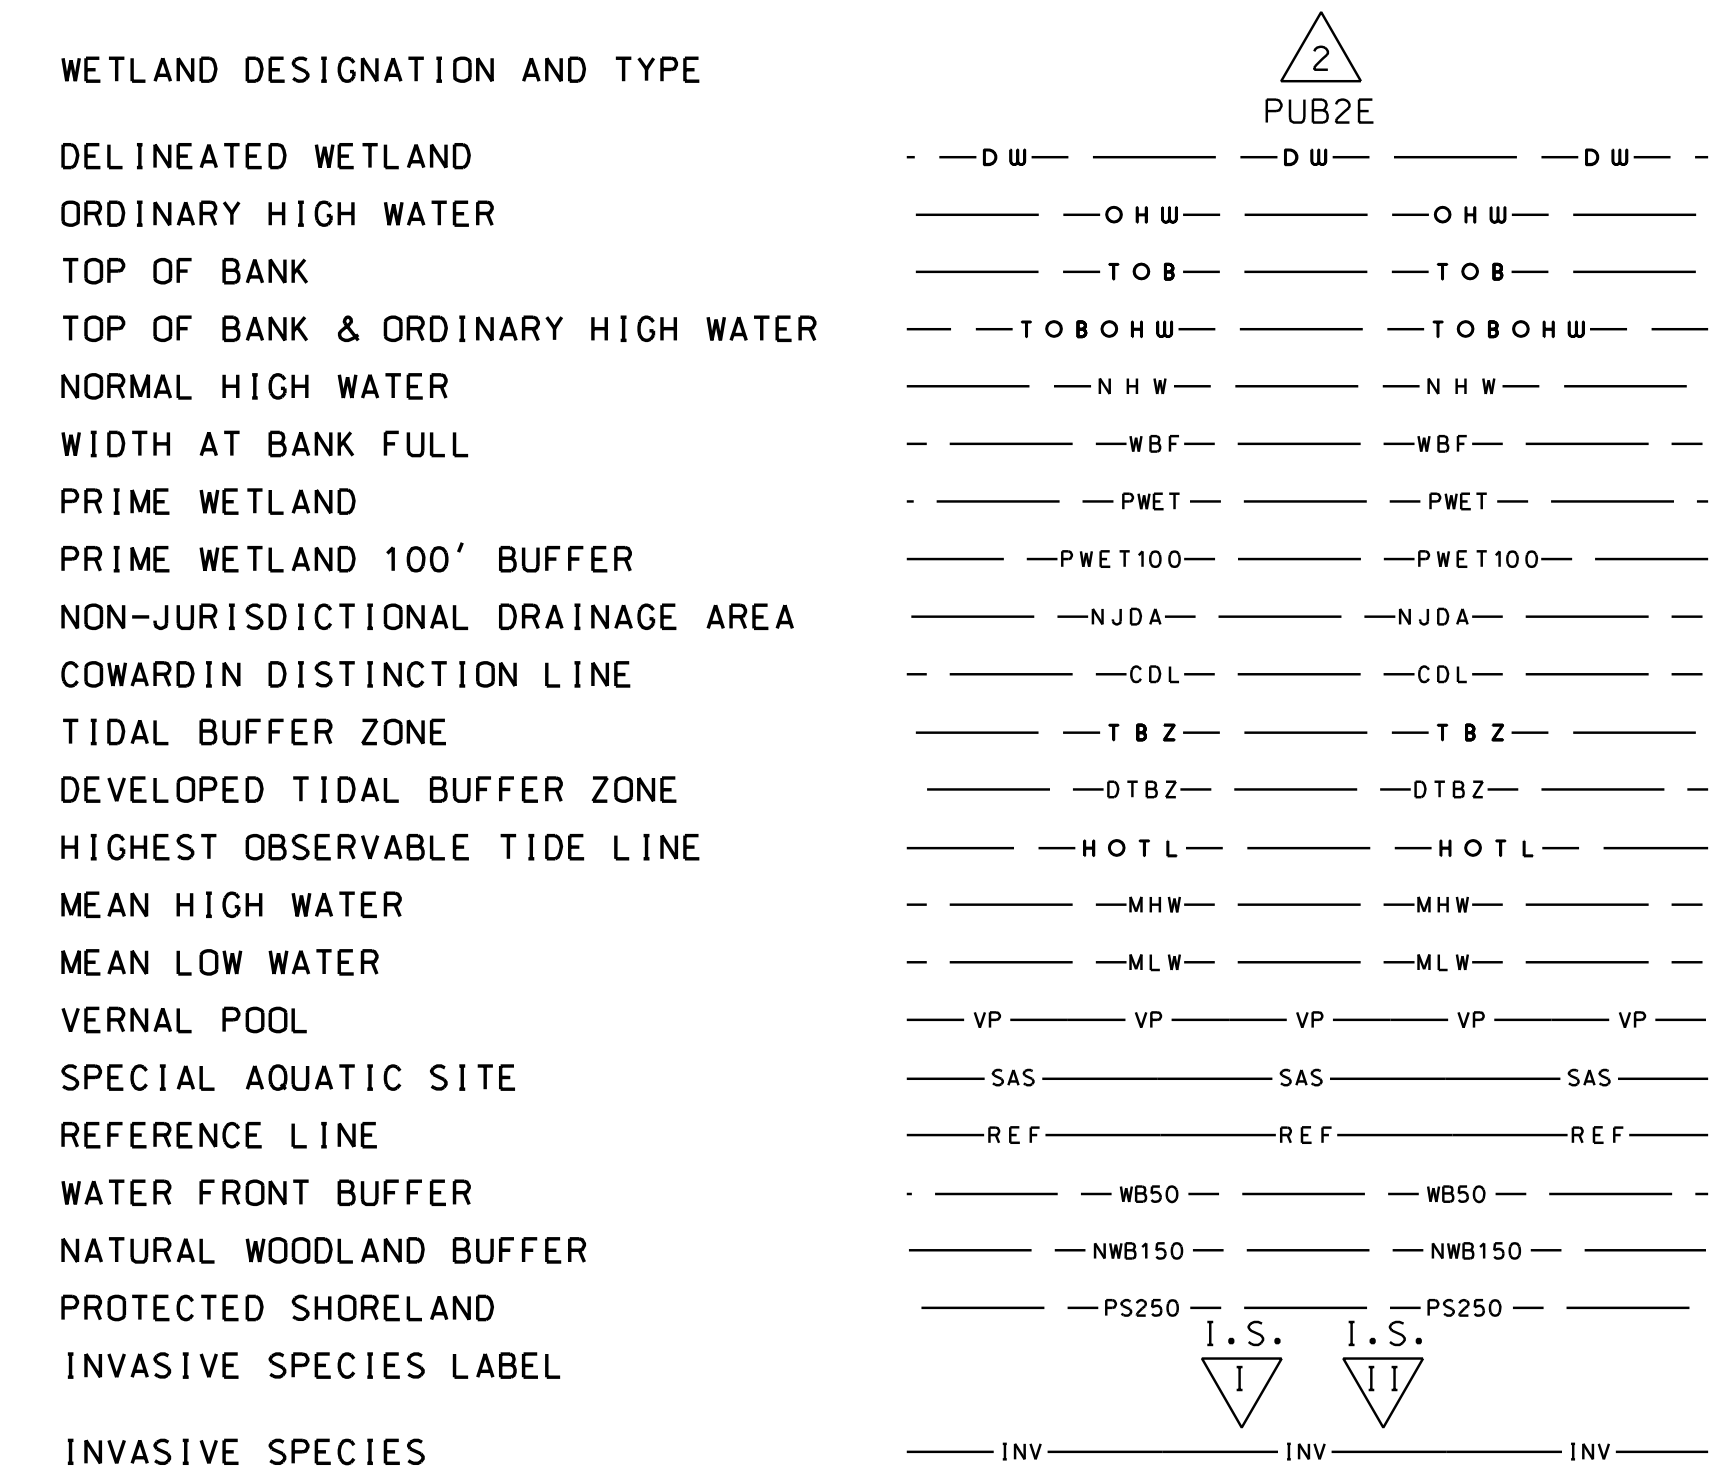 2
WETLAND DESIGNATION AND TYPE
PUB2E
DELINEATED WETLAND DW DW DW
ORDINARY HIGH WATER OHW OHW
TOP OF BANK TOB TOB
TOP OF BANK & ORDINARY HIGH WATER TOBOHW TOBOHW
NORMAL HIGH WATER NHW NHW
WIDTH AT BANK FULL WBF WBF
PRIME WETLAND PWET PWET
PRIME WETLAND 100' BUFFER PWET100 PWET100
NON-JURISDICTIONAL DRAINAGE AREA NJDA NJDA
COWARDIN DISTINCTION LINE CDL CDL
TIDAL BUFFER ZONE TBZ TBZ
DEVELOPED TIDAL BUFFER ZONE DTBZ DTBZ
HIGHEST OBSERVABLE TIDE LINE HOTL HOTL
MEAN HIGH WATER MHW MHW
MEAN LOW WATER MLW MLW
VERNAL POOL VP VP VP VP VP
SPECIAL AQUATIC SITE SAS SAS SAS
REFERENCE LINE REF REF REF
WATER FRONT BUFFER WB50 WB50
NATURAL WOODLAND BUFFER NWB150 NWB150
PROTECTED SHORELAND PS250 PS250
I.S. I.S.
INVASIVE SPECIES LABEL I II
INVASIVE SPECIES INV INV INV